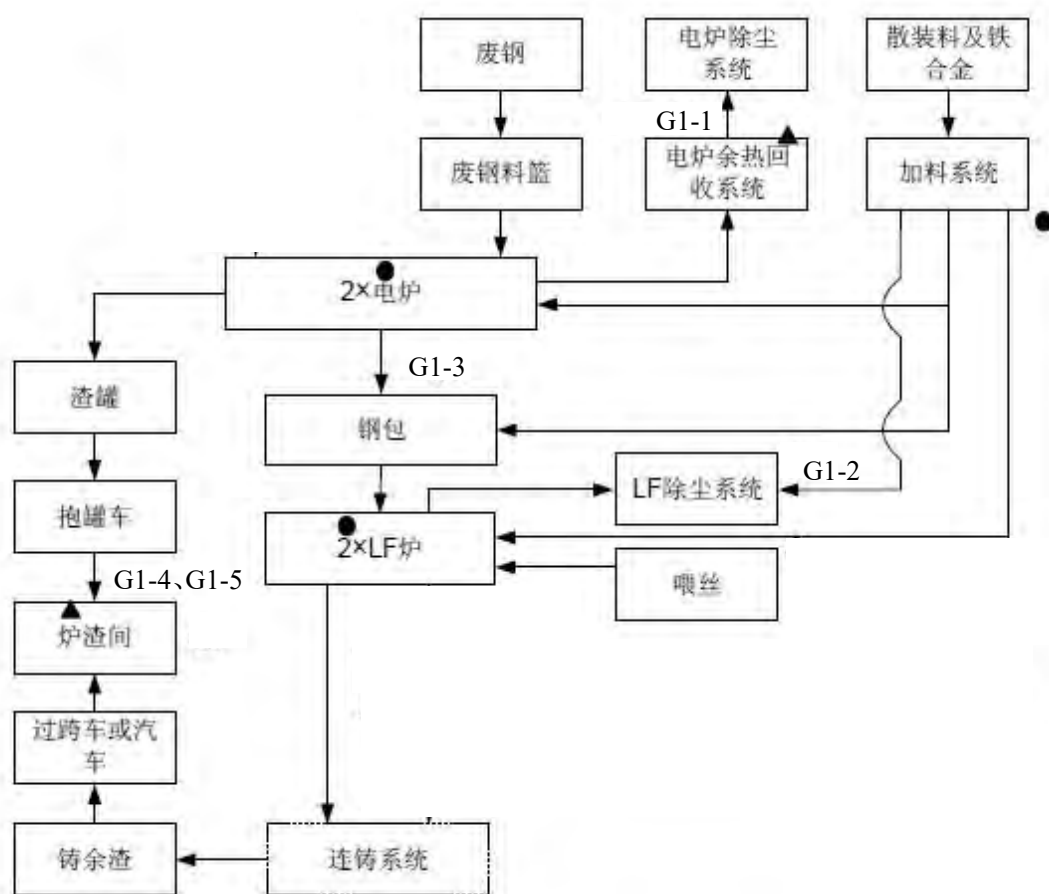 废钢
电炉除尘
系统
散装料及铁
合金
G1-1
废钢料篮
电炉余热回
收系统
加料系统
2×电炉
G1-3
渣罐
钢包
LF除尘系统
G1-2
抱罐车
2×LF炉
G1-4、G1-5
喂丝
炉渣间
过跨车或汽
车
铸余渣
连铸系统